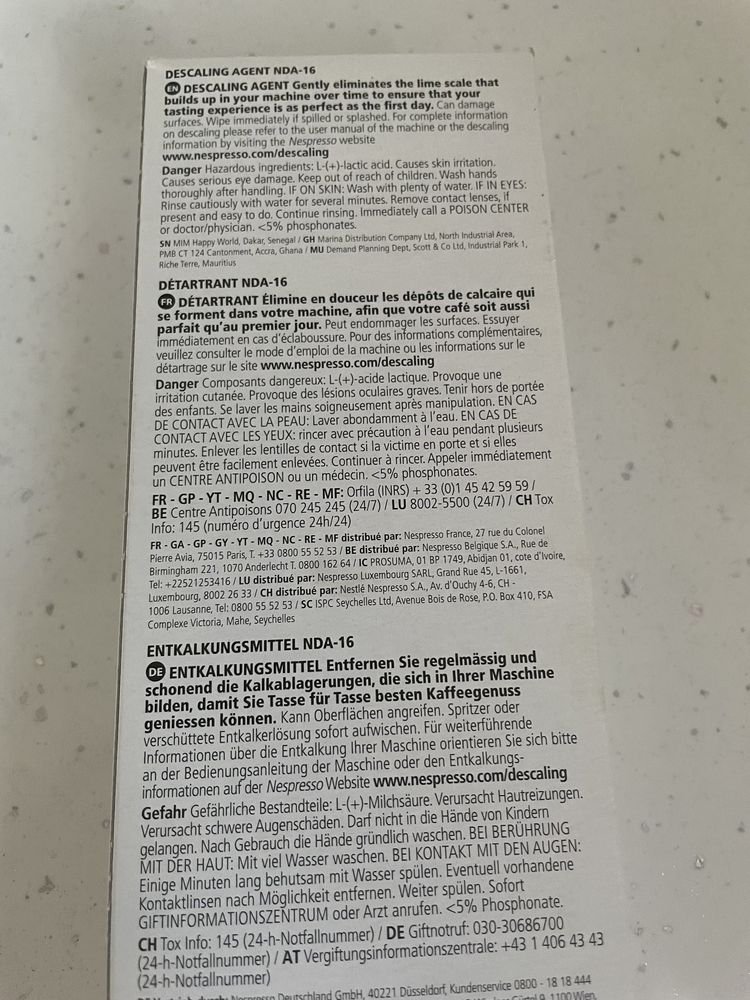 DESCALING AGENT NDA-16
EN DESCALING AGENT Gently eliminates the lime scale that
builds up in your machine over time to ensure that your
tasting experience is as perfect as the first day. Can damage
surfaces. Wipe immediately if spilled or splashed. For complete information
on descaling please refer to the user manual of the machine or the descaling
information by visiting the Nespresso website
www.nespresso.com/descaling
Danger Hazardous ingredients: L-(+)-lactic acid. Causes skin irritation.
Causes serious eye damage. Keep out of reach of children. Wash hands
thoroughly after handling. IF ON SKIN: Wash with plenty of water. IF IN EYES:
Rinse cautiously with water for several minutes. Remove contact lenses, if
present and easy to do. Continue rinsing. Immediately call a POISON CENTER
or doctor/physician. <5% phosphonates.
SN MIM Happy World, Dakar, Senegal / GH Marina Distribution Company Ltd, North Industrial Area,
PMB CT 124 Cantonment, Accra, Ghana / MU Demand Planning Dept, Scott & Co Ltd, Industrial Park 1,
Riche Terre, Mauritius
DÉTARTRANT NDA-16
FR DÉTARTRANT Élimine en douceur les dépôts de calcaire qui
se forment dans votre machine, afin que votre café soit aussi
parfait qu'au premier jour. Peut endommager les surfaces. Essuyer
immédiatement en cas d'éclaboussure. Pour des informations complémentaires,
veuillez consulter le mode d'emploi de la machine ou les informations sur le
détartrage sur le site www.nespresso.com/descaling
Danger Composants dangereux: L-(+)-acide lactique. Provoque une
irritation cutanée. Provoque des lésions oculaires graves. Tenir hors de portée
des enfants. Se laver les mains soigneusement après manipulation. EN CAS
DE CONTACT AVEC LA PEAU: Laver abondamment à l'eau. EN CAS DE
CONTACT AVEC LES YEUX: rincer avec précaution à l'eau pendant plusieurs
minutes. Enlever les lentilles de contact si la victime en porte et si elles
peuvent être facilement enlevées. Continuer à rincer. Appeler immédiatement
un CENTRE ANTIPOISON ou un médecin. <5% phosphonates.
FR - GP - YT - MQ - NC - RE - MF: Orfila (INRS) + 33 (0)1 45 42 59 59 /
BE Centre Antipoisons 070 245 245 (24/7) / LU 8002-5500 (24/7) / CH Tox
Info: 145 (numéro d'urgence 24h/24)
FR - GA - GP - GY - YT - MQ - NC - RE - MF distribué par: Nespresso France, 27 rue du Colonel
Pierre Avia, 75015 Paris, T. +33 0800 55 52 53 / BE distribué par: Nespresso Belgique S.A., Rue de
Birmingham 221, 1070 Anderlecht T. 0800 162 64 / IC PROSUMA, 01 BP 1749, Abidjan 01, cote d'Ivoire,
Tel: +22521253416 / LU distribué par: Nespresso Luxembourg SARL, Grand Rue 45, L-1661,
Luxembourg, 8002 26 33 / CH distribué par: Nestlé Nespresso S.A., Av. d'Ouchy 4-6, CH -
1006 Lausanne, Tel: 0800 55 52 53 / SC ISPC Seychelles Ltd, Avenue Bois de Rose, P.O. Box 410, FSA
Complexe Victoria, Mahe, Seychelles
ENTKALKUNGSMITTEL NDA-16
DE ENTKALKUNGSMITTEL Entfernen Sie regelmässig und
schonend die Kalkablagerungen, die sich in Ihrer Maschine
bilden, damit Sie Tasse für Tasse besten Kaffeegenuss
geniessen können. Kann Oberflächen angreifen. Spritzer oder
verschüttete Entkalkerlösung sofort aufwischen. Für weiterführende
Informationen über die Entkalkung Ihrer Maschine orientieren Sie sich bitte
an der Bedienungsanleitung der Maschine oder den Entkalkungs-
informationen auf der Nespresso Website www.nespresso.com/descaling
Gefahr Gefährliche Bestandteile: L-(+)-Milchsäure. Verursacht Hautreizungen.
Verursacht schwere Augenschäden. Darf nicht in die Hände von Kindern
gelangen. Nach Gebrauch die Hände gründlich waschen. BEI BERÜHRUNG
MIT DER HAUT: Mit viel Wasser waschen. BEI KONTAKT MIT DEN AUGEN:
Einige Minuten lang behutsam mit Wasser spülen. Eventuell vorhandene
Kontaktlinsen nach Möglichkeit entfernen. Weiter spülen. Sofort
GIFTINFORMATIONSZENTRUM oder Arzt anrufen. <5% Phosphonate.
CH Tox Info: 145 (24-h-Notfallnummer) / DE Giftnotruf: 030-30686700
(24-h-Notfallnummer) / AT Vergiftungsinformationszentrale: +43 1 406 43 43
(24-h-Notfallnummer)
Nespresso Deutschland GmbH, 40221 Düsseldorf, Kundenservice 0800 - 18 18 444